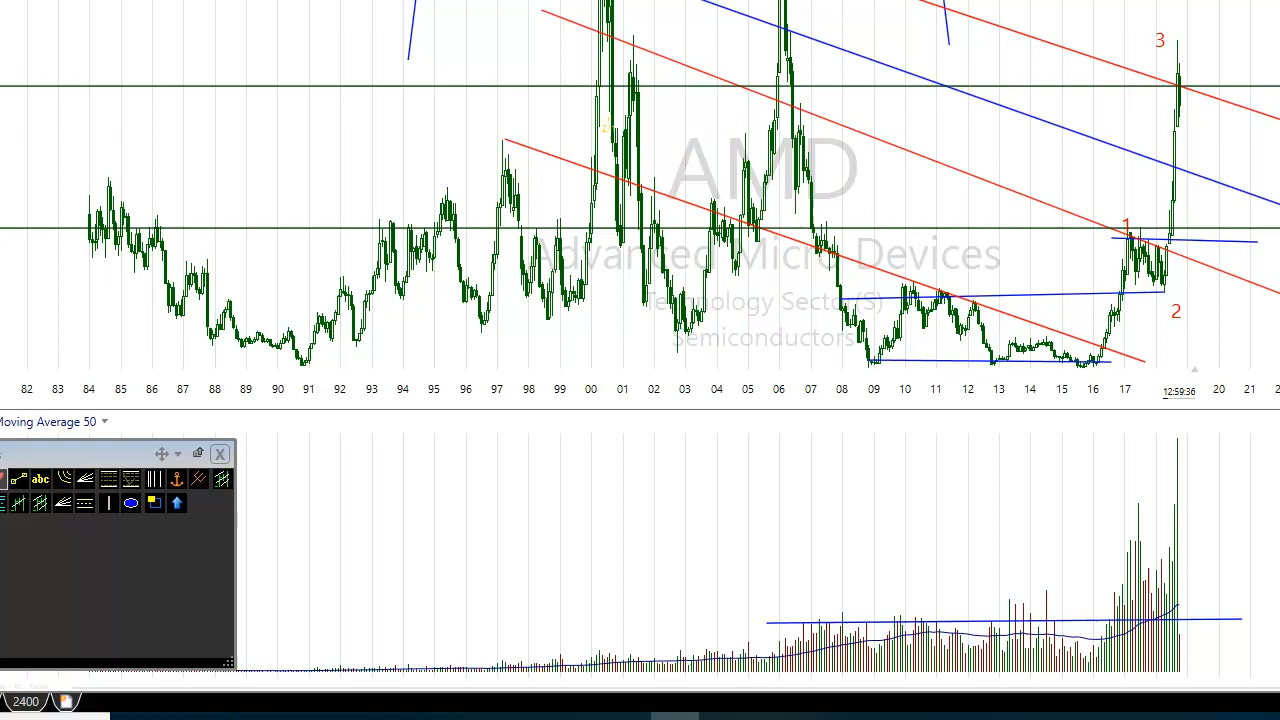 3
AMD
1
Advanced Micro Devices
Technology Sector(S)
2
Semiconductors
82 83 84 85 86 87 88 89 90 91 92 93 94 95 96 97 98 99 00 01 02 03 04 05 06 07 08 09 10 11 12 13 14 15 16 17 12:59:36 20 21
Moving Average 50
X
abc
2400